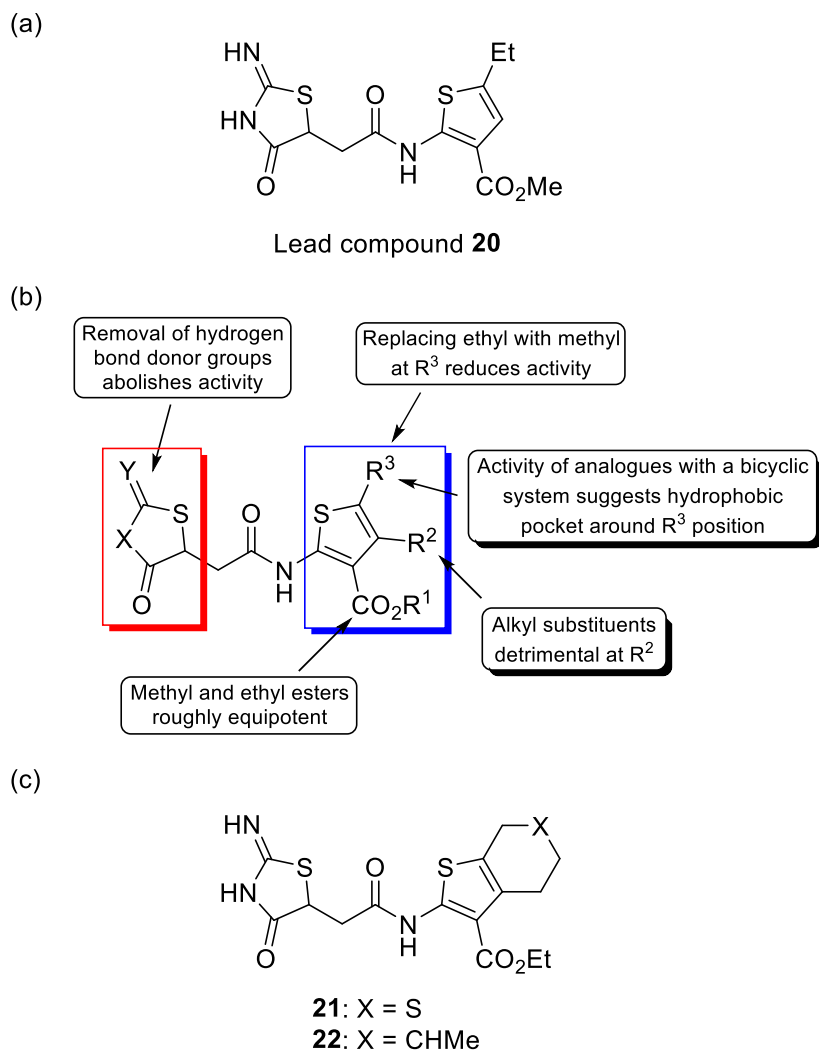 (a)
HN
S
HN
O
O
N
H
S
Et
CO2Me
Lead compound 20
(b)
Removal of hydrogen
bond donor groups
abolishes activity
Replacing ethyl with methyl
at R3 reduces activity
Activity of analogues with a bicyclic
system suggests hydrophobic
pocket around R3 position
Y
X
S
O
O
N
H
S
R3
R2
CO2R1
Alkyl substituents
detrimental at R2
Methyl and ethyl esters
roughly equipotent
(c)
HN
S
HN
O
O
N
H
S
X
CO2Et
21: X = S
22: X = CHMe